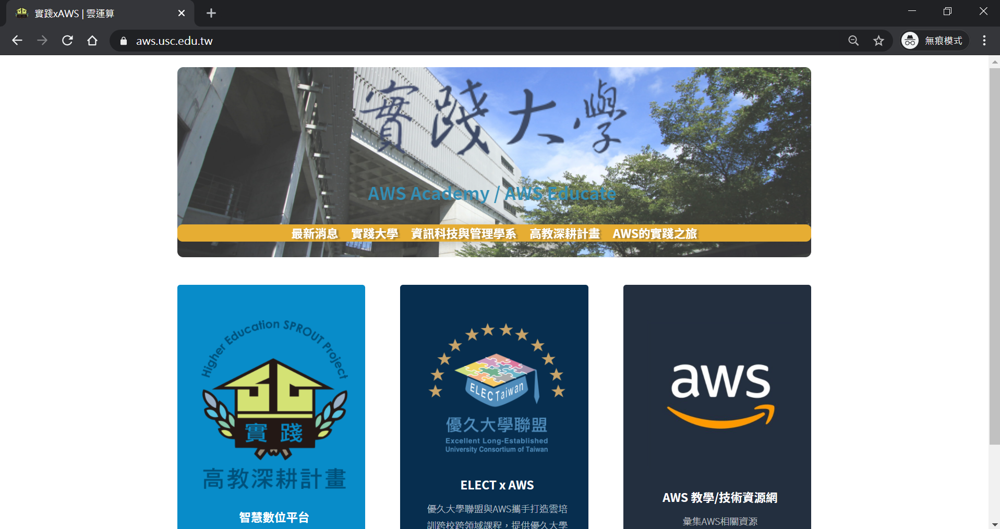 實踐xAWS | 雲運算
aws.usc.edu.tw
無痕模式
實踐大學
AWS Academy / AWS Educate
最新消息 實踐大學 資訊科技與管理學系 高教深耕計畫 AWS的實踐之旅
Higher Education SPROUT Project
實踐
高教深耕計畫
智慧數位平台
ELECTaiwan
優久大學聯盟
Excellent Long-Established
University Consortium of Taiwan
ELECT x AWS
優久大學聯盟與AWS攜手打造雲培
訓跨校跨領域課程，提供優久大學
aws
AWS 教學/技術資源網
彙集AWS相關資源